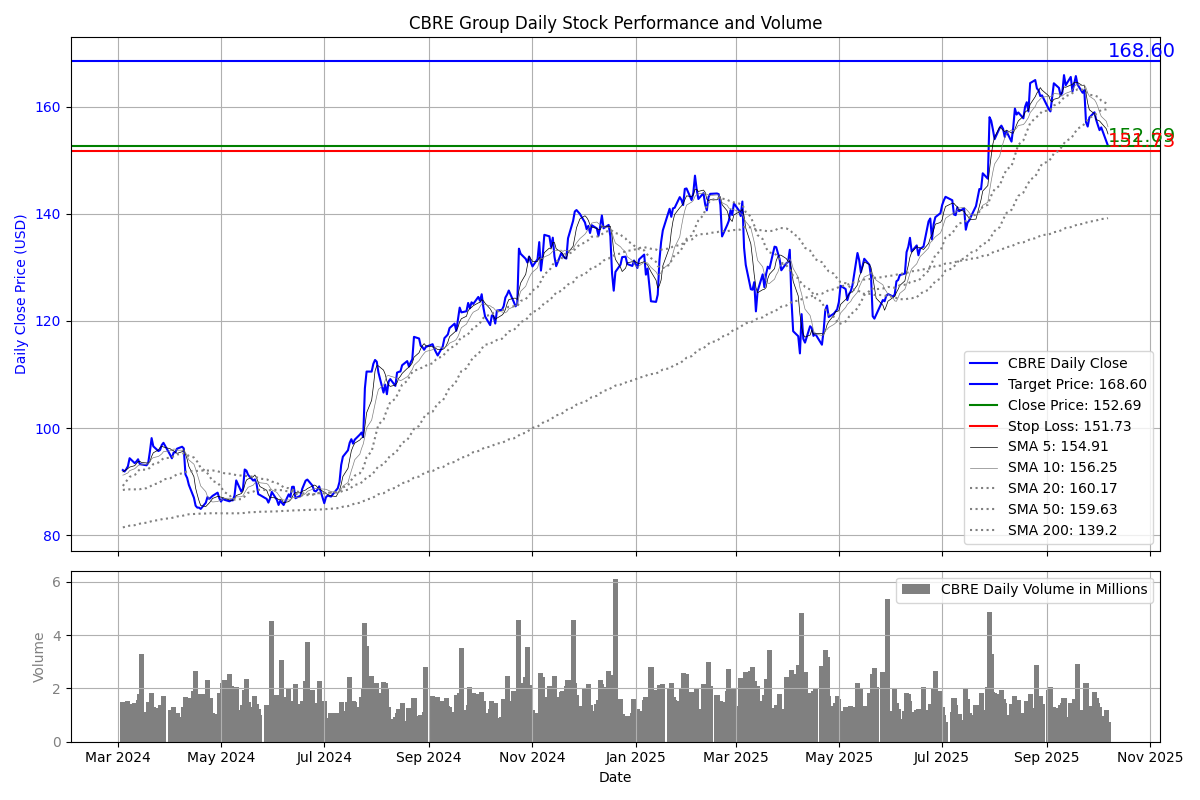 CBRE Group Daily Stock Performance and Volume
168.60
160
152.69
151.73
140
120
100
80
Daily Close Price (USD)
CBRE Daily Close
Target Price: 168.60
Close Price: 152.69
Stop Loss: 151.73
SMA 5: 154.91
SMA 10: 156.25
SMA 20: 160.17
SMA 50: 159.63
SMA 200: 139.2
CBRE Daily Volume in Millions
6
4
2
0
Volume
Mar 2024 May 2024 Jul 2024 Sep 2024 Nov 2024 Jan 2025 Mar 2025 May 2025 Jul 2025 Sep 2025 Nov 2025
Date